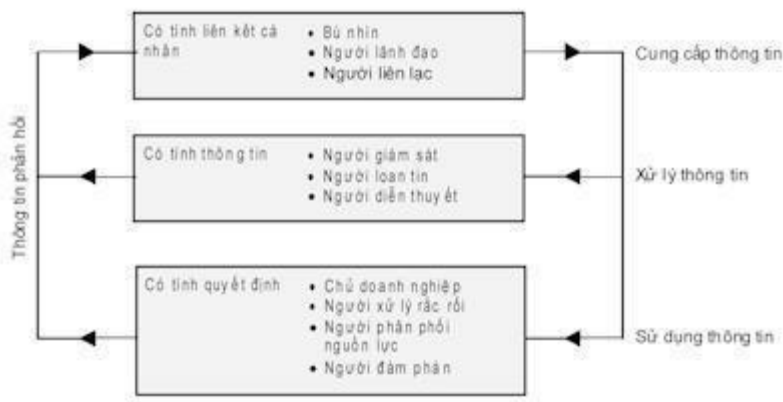 Có tính liên kết cá
nhân
• Bù nhìn
• Người lãnh đạo
• Người liên lạc
Cung cấp thông tin
Thông tin phản hồi
Có tính thông tin
• Người giám sát
• Người loan tin
• Người diễn thuyết
Xử lý thông tin
Có tính quyết định
• Chủ doanh nghiệp
• Người xử lý rắc rối
• Người phân phối
nguồn lực
• Người đàm phán
Sử dụng thông tin